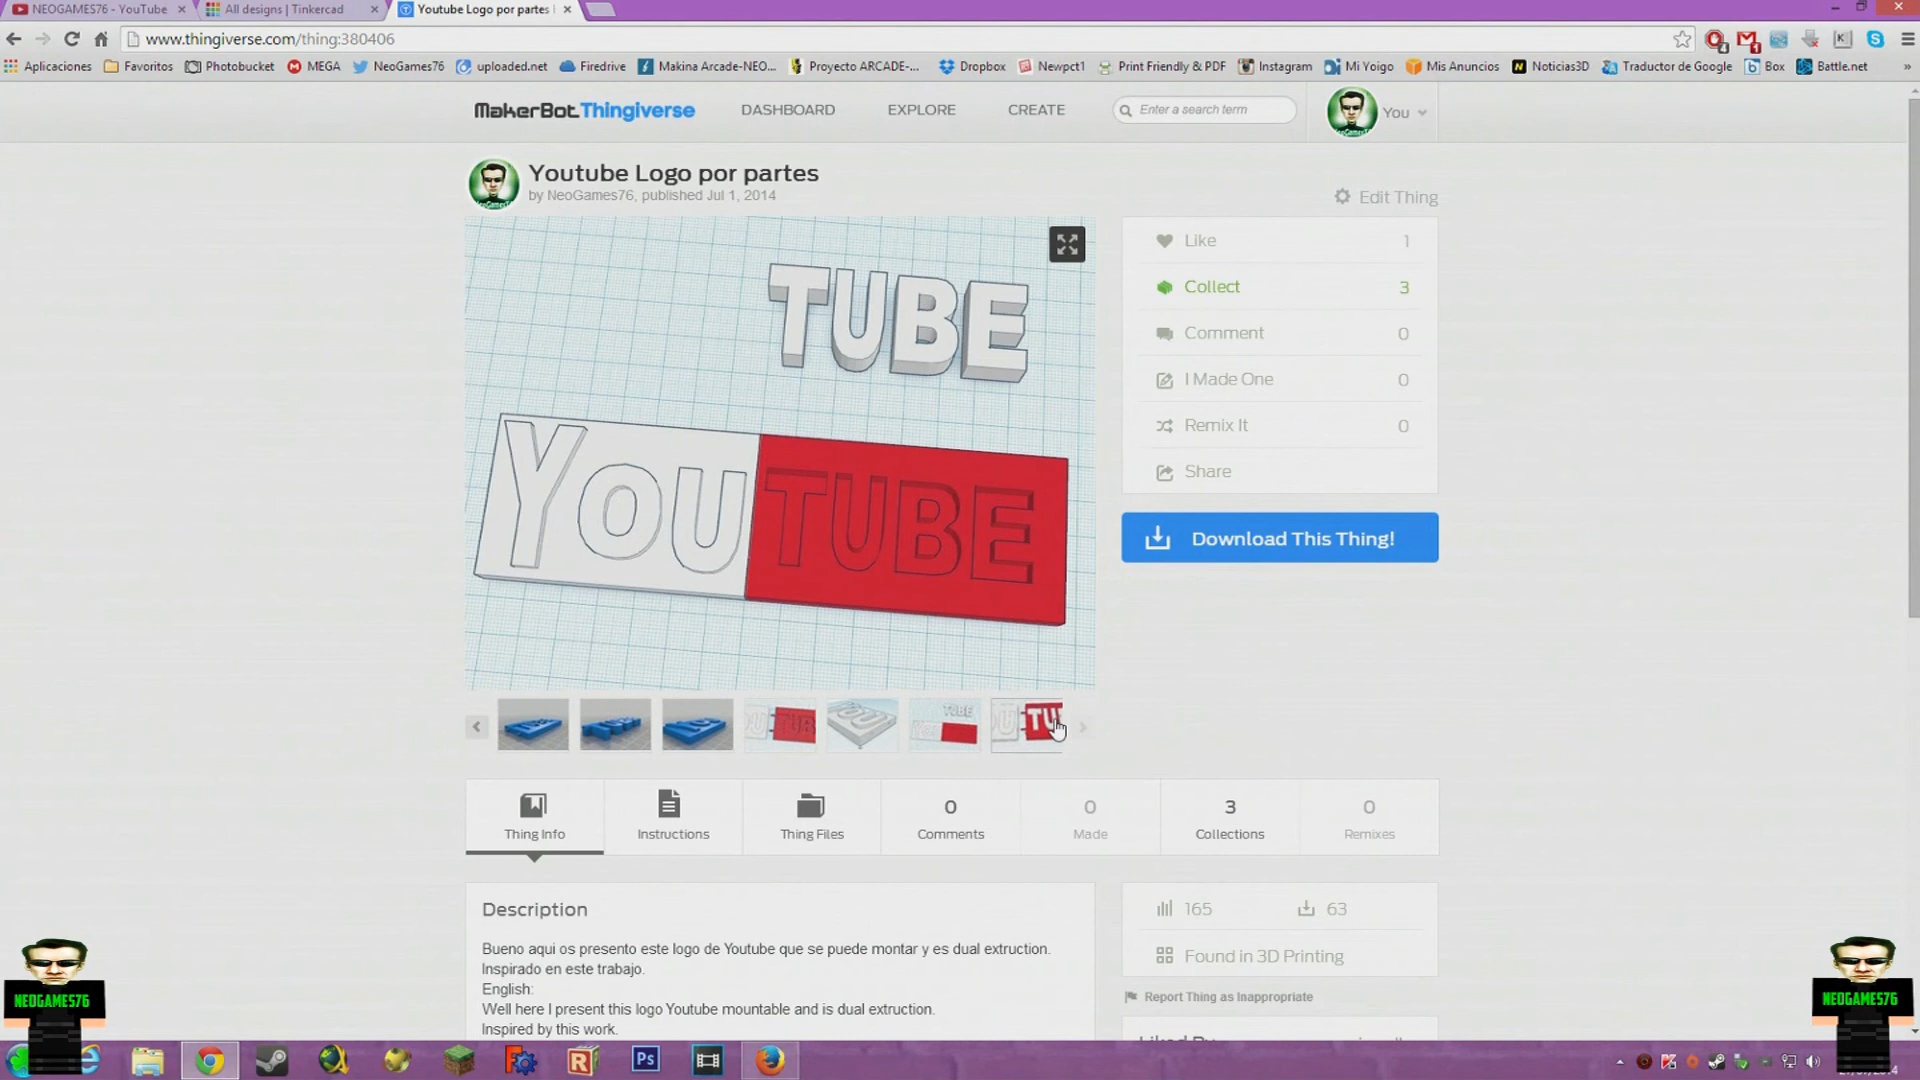 NEOGAMES76 - YouTube
All designs | Tinkercad
Youtube Logo por partes
www.thingiverse.com/thing:380406
Aplicaciones
Favoritos
Photobucket
MEGA
NeoGames76
uploaded.net
Firedrive
Makina Arcade-NEO...
Proyecto ARCADE-...
Dropbox
Newpct1
Print Friendly & PDF
Instagram
Mi Yoigo
Mis Anuncios
Noticias3D
Traductor de Google
Box
Battle.net
»
MakerBot Thingiverse
DASHBOARD
EXPLORE
CREATE
Enter a search term
You
Youtube Logo por partes
by NeoGames76, published Jul 1, 2014
Edit Thing
TUBE
YOU TUBE
Like 1
Collect 3
Comment 0
I Made One 0
Remix It 0
Share
Download This Thing!
Thing Info
Instructions
Thing Files
0 Comments
0 Made
3 Collections
0 Remixes
Description
Bueno aqui os presento este logo de Youtube que se puede montar y es dual extruction.
Inspirado en este trabajo.
English:
Well here I present this logo Youtube mountable and is dual extruction.
Inspired by this work.
165
63
Found in 3D Printing
Report Thing as Inappropriate
NEOGAMES76
NEOGAMES76
Ps